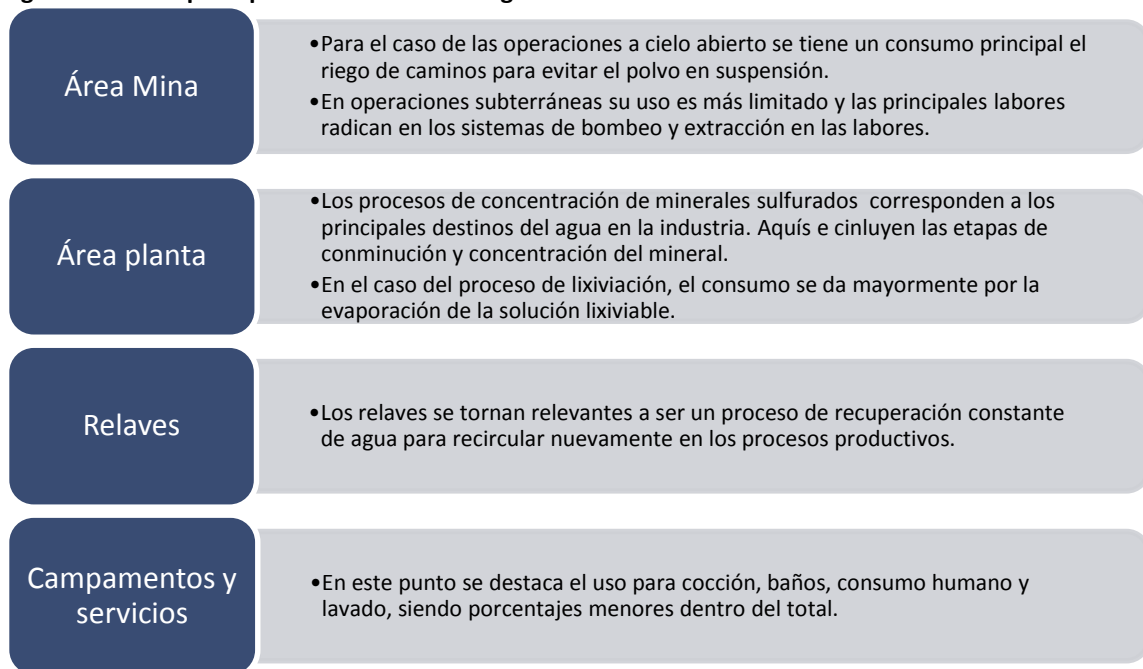 Área Mina
•Para el caso de las operaciones a cielo abierto se tiene un consumo principal el
riego de caminos para evitar el polvo en suspensión.
•En operaciones subterráneas su uso es más limitado y las principales labores
radican en los sistemas de bombeo y extracción en las labores.
Área planta
•Los procesos de concentración de minerales sulfurados corresponden a los
principales destinos del agua en la industria. Aquís e cinluyen las etapas de
conminución y concentración del mineral.
•En el caso del proceso de lixiviación, el consumo se da mayormente por la
evaporación de la solución lixiviable.
Relaves
•Los relaves se tornan relevantes a ser un proceso de recuperación constante
de agua para recircular nuevamente en los procesos productivos.
Campamentos y
servicios
•En este punto se destaca el uso para cocción, baños, consumo humano y
lavado, siendo porcentajes menores dentro del total.